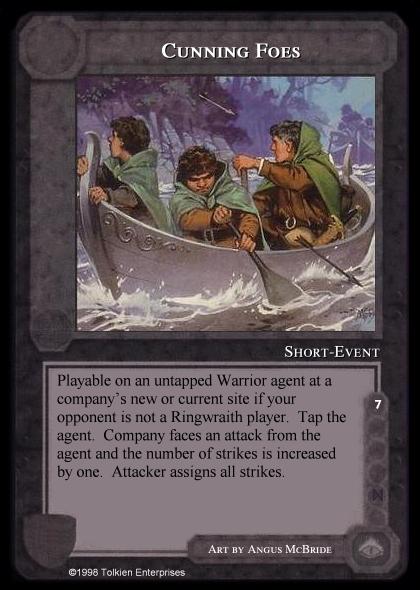 Cunning Foes
Short-Event
Playable on an untapped Warrior agent at a
company's new or current site if your
opponent is not a Ringwraith player.  Tap the
agent.  Company faces an attack from the
agent and the number of strikes is increased
by one.  Attacker assigns all strikes.
7
Art by Angus McBride
©1998 Tolkien Enterprises